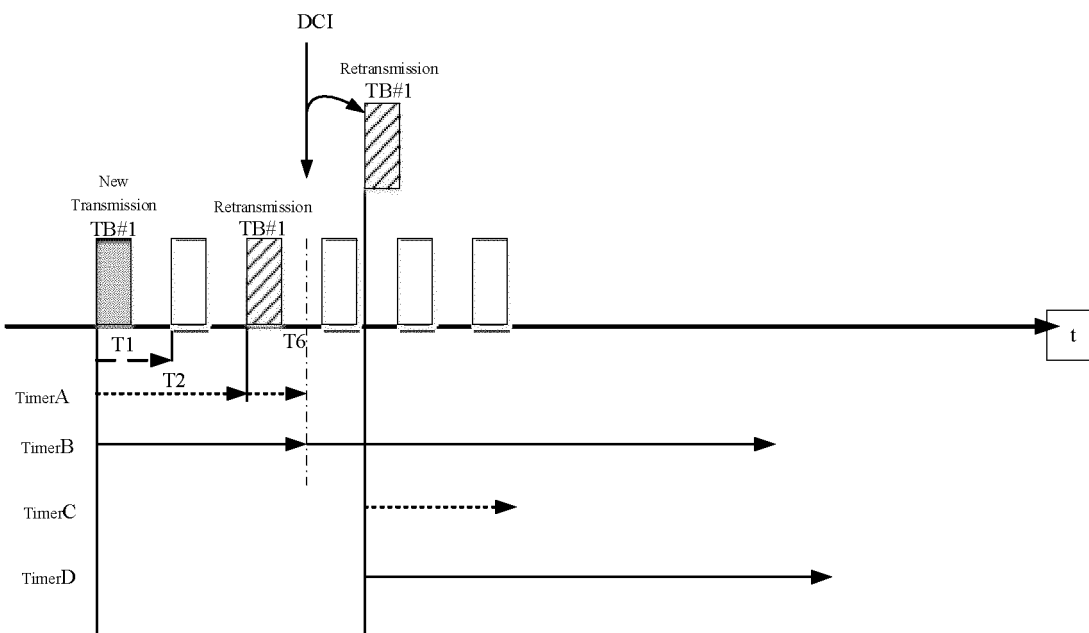 DCI
Retransmission
TB#1
New
Transmission
TB#1
Retransmission
TB#1
T1
T2
T6
t
TimerA
TimerB
TimerC
TimerD